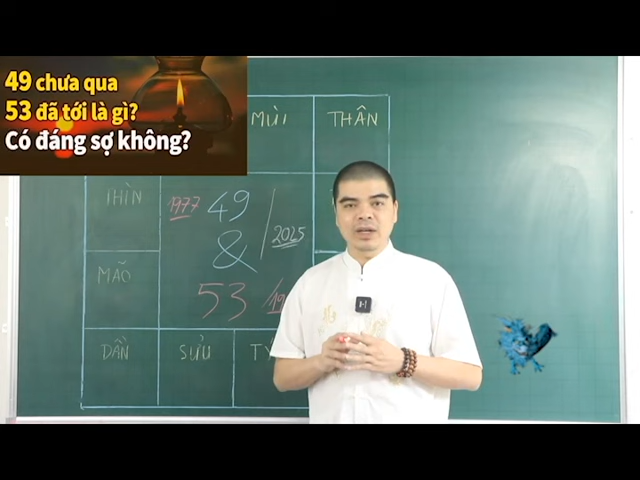 49 chưa qua
53 đã tới là gì?
Có đáng sợ không?
MÙI
THÂN
THÌN
1977
49
2025
&
MÃO
53
DẦN
SỬU